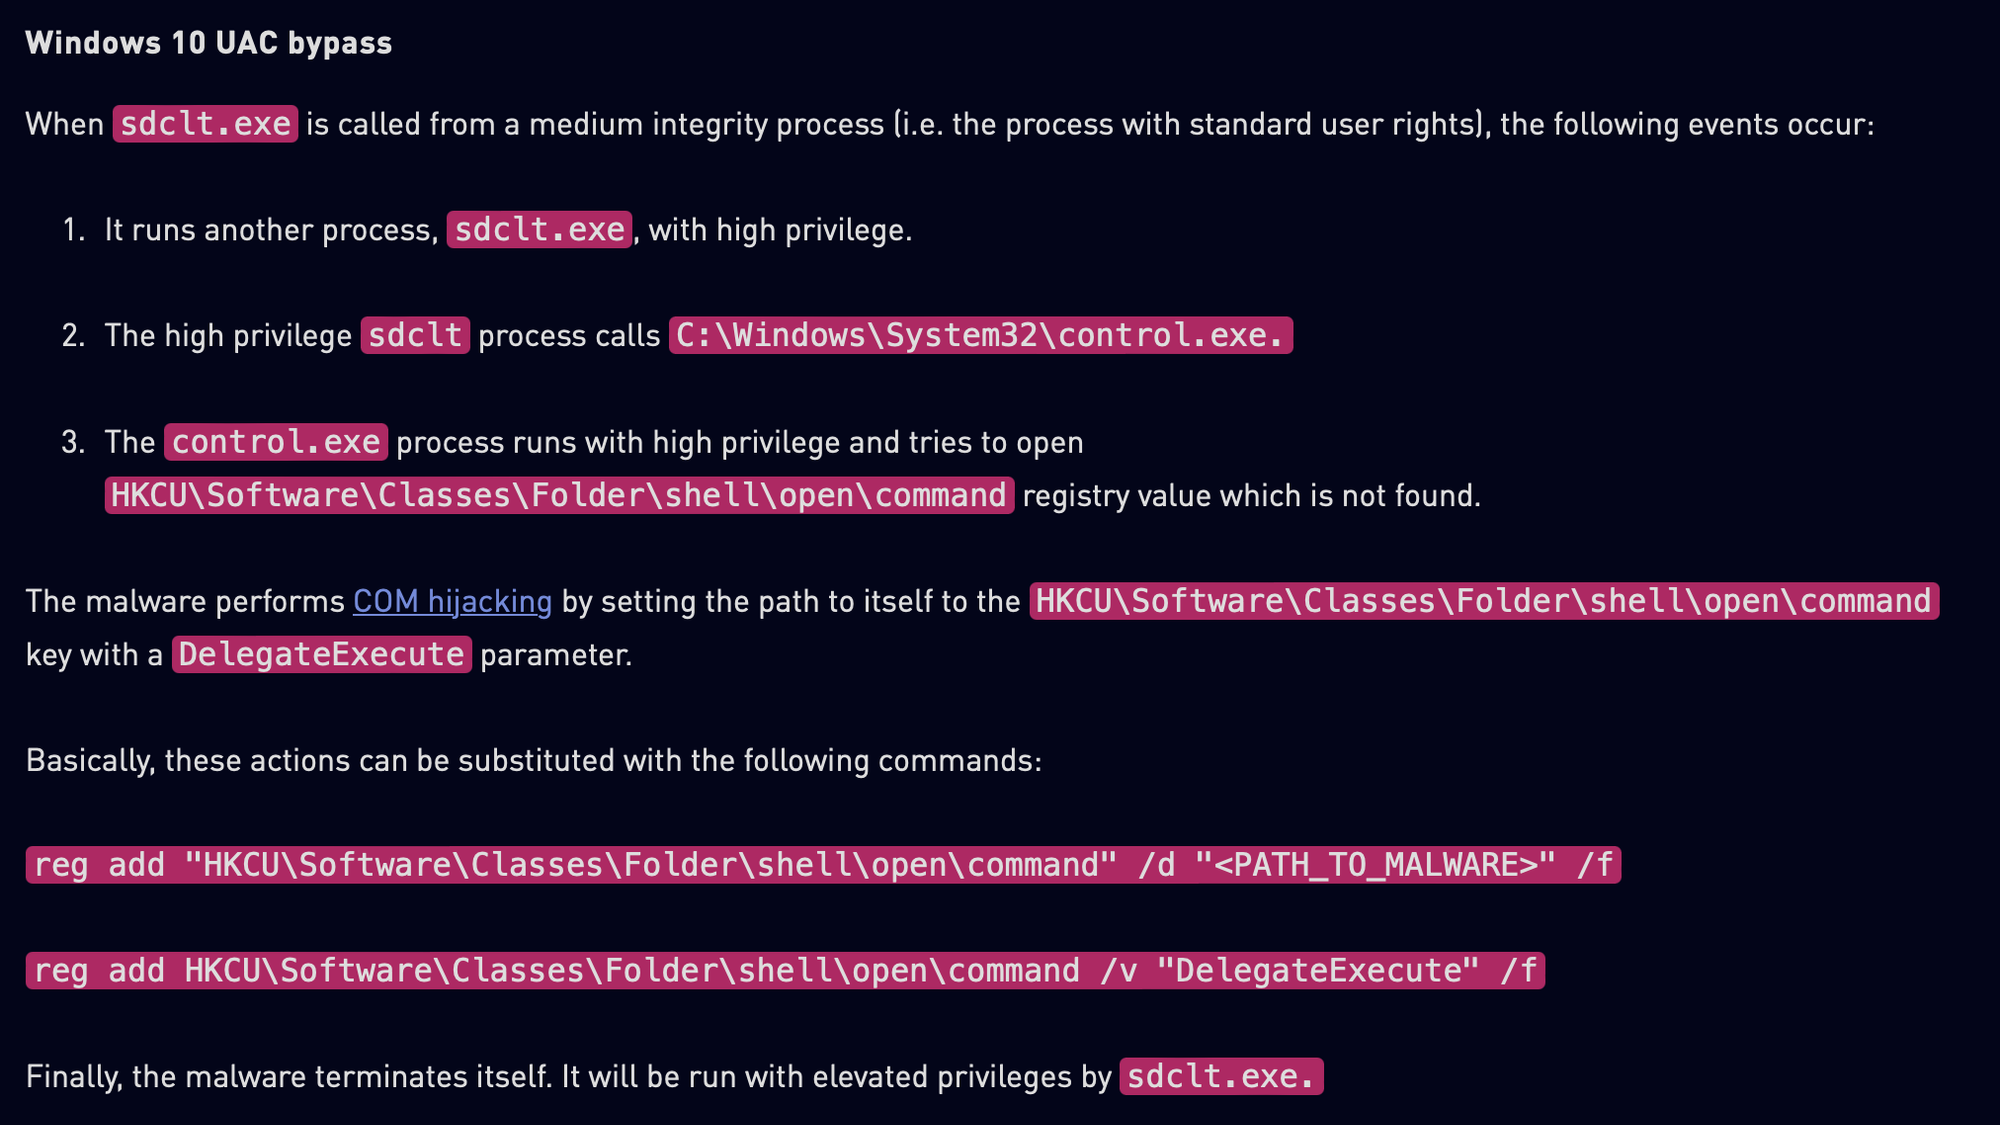 Windows 10 UAC bypass
When sdclt.exe is called from a medium integrity process (i.e. the process with standard user rights), the following events occur:
1. It runs another process, sdclt.exe, with high privilege.
2. The high privilege sdclt process calls C:\Windows\System32\control.exe.
3. The control.exe process runs with high privilege and tries to open
HKCU\Software\Classes\Folder\shell\open\command registry value which is not found.
The malware performs COM hijacking by setting the path to itself to the HKCU\Software\Classes\Folder\shell\open\command
key with a DelegateExecute parameter.
Basically, these actions can be substituted with the following commands:
reg add "HKCU\Software\Classes\Folder\shell\open\command" /d "<PATH_TO_MALWARE>" /f
reg add HKCU\Software\Classes\Folder\shell\open\command /v "DelegateExecute" /f
Finally, the malware terminates itself. It will be run with elevated privileges by sdclt.exe.